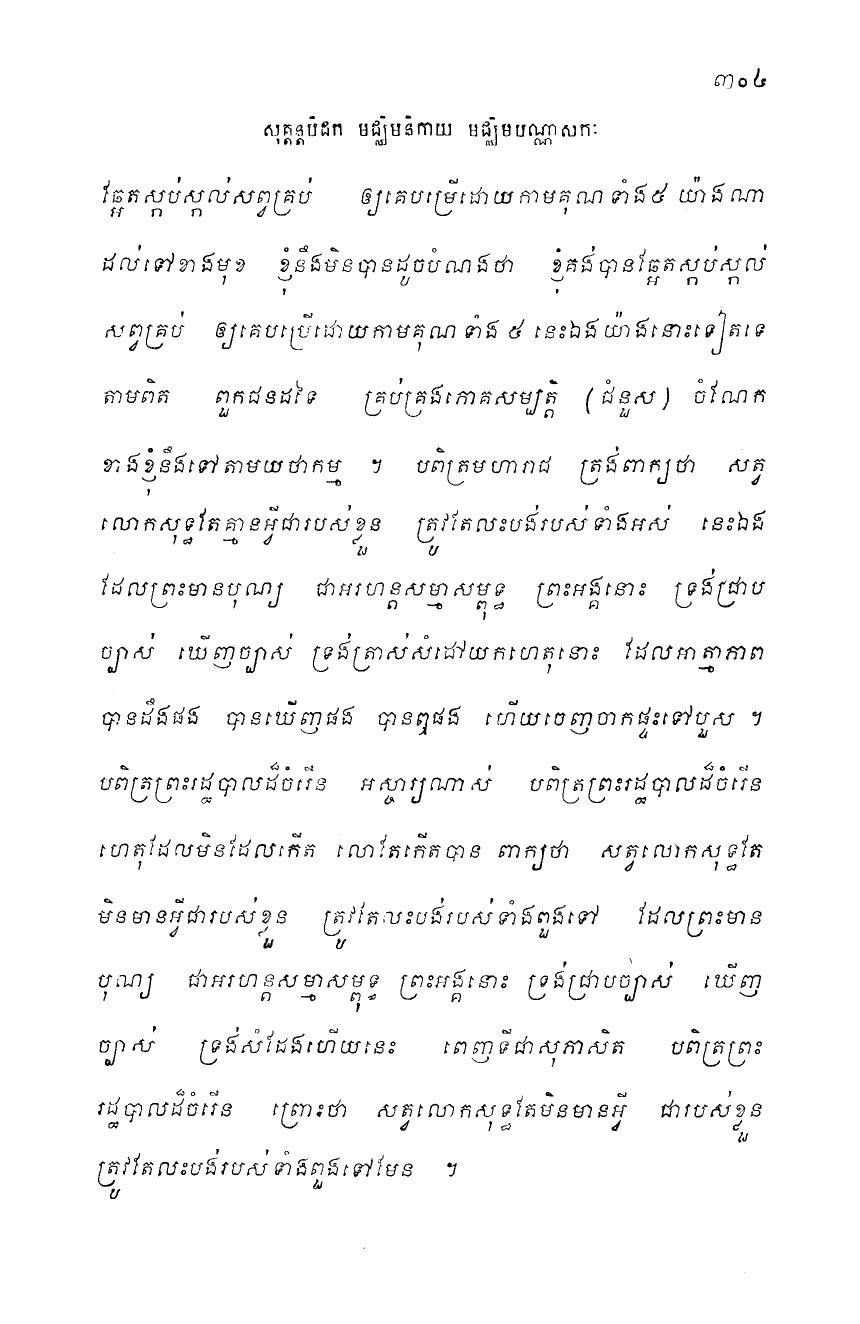 ៣០៤
សុត្តន្តបិដក មជ្ឈិមនិកាយ មជ្ឈិមបណ្ណាសកៈ
ឆ្អែតស្កប់ស្កល់សព្វគ្រប់ ឲ្យគេបម្រើដោយកាមគុណទាំង៥ យ៉ាងណា
ដល់ទៅខាងមុខ ខ្ញុំនឹងមិនបានដូចបំណងថា ខ្ញុំគង់បានឆ្អែតស្កប់ស្កល់
សព្វគ្រប់ ឲ្យគេបម្រើដោយកាមគុណ ទាំង ៥ នេះឯងយ៉ាងនោះទៀតទេ
តាមពិត ពួកជនដទៃ គ្រប់គ្រងភោគសម្បត្តិ (ជំនួស) ចំណែក
ខាងខ្ញុំនឹងទៅតាមយថាកម្ម ។ បពិត្រមហារាជ ត្រង់ពាក្យថា សត្វ
លោកសុទ្ធតែគ្មានអ្វីជារបស់ខ្លួន ត្រូវតែលះបង់របស់ទាំងអស់ នេះឯង
ដែលព្រះមានបុណ្យ ជាអរហន្តសម្មាសម្ពុទ្ធ ព្រះអង្គនោះ ទ្រង់ជ្រាប
ច្បាស់ ឃើញច្បាស់ ទ្រង់ត្រាស់សំដៅយកហេតុនោះ ដែលអាត្មាភាព
បានដឹងផង បានឃើញផង បានឮផង ហើយចេញចាកផ្ទះទៅបួស ។
បពិត្រព្រះរដ្ឋបាលដ៏ចំរើន អស្ចារ្យណាស់ បពិត្រព្រះរដ្ឋបាលដ៏ចំរើន
ហេតុដែលមិនដែលកើត លោតែកើតបាន ពាក្យថា សត្វលោកសុទ្ធតែ
មិនមានអ្វីជារបស់ខ្លួន ត្រូវតែលះបង់របស់ទាំងពួងទៅ ដែលព្រះមាន
បុណ្យ ជាអរហន្តសម្មាសម្ពុទ្ធ ព្រះអង្គនោះ ទ្រង់ជ្រាបច្បាស់ ឃើញ
ច្បាស់ ទ្រង់សំដែងហើយនេះ ពេញទីជាសុភាសិត បពិត្រព្រះ
រដ្ឋបាលដ៏ចំរើន ព្រោះថា សត្វលោកសុទ្ធតែមិនមានអ្វី ជារបស់ខ្លួន
ត្រូវតែលះបង់របស់ទាំងពួងទៅមែន ។